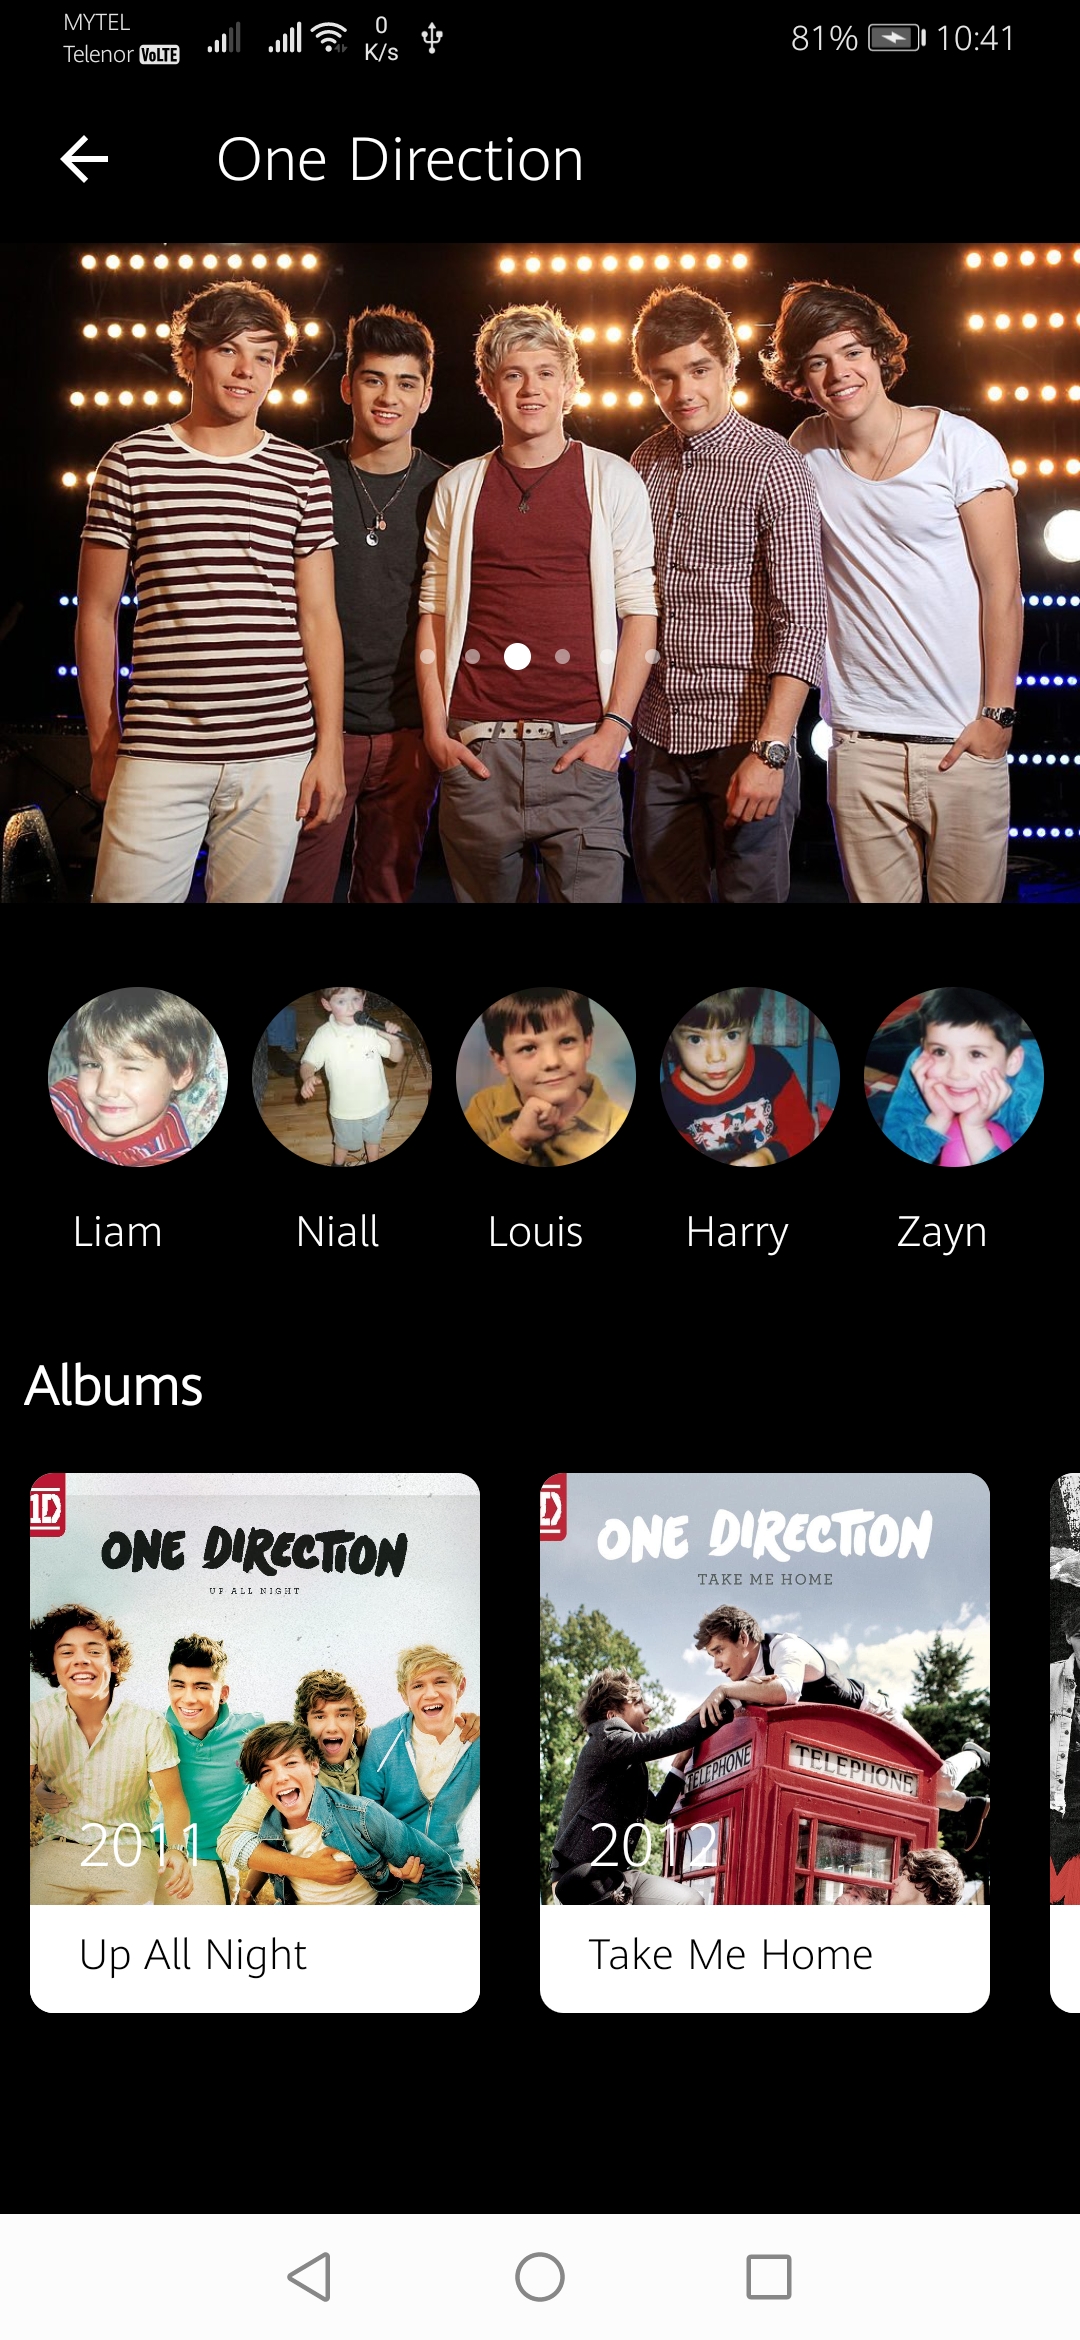 MYTEL
Telenor VoLTE
0
K/s
81%
10:41
One Direction
Liam
Niall
Louis
Harry
Zayn
Albums
1D
ONE DIRECTION
UP ALL NIGHT
2011
Up All Night
1D
ONE DIRECTION
TAKE ME HOME
TELEPHONE
TELEPHONE
2012
Take Me Home